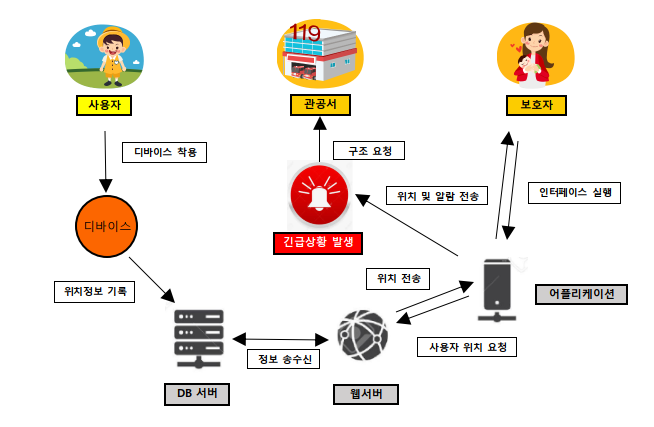 119
사용자
관공서
보호자
디바이스 착용
구조 요청
위치 및 알람 전송
인터페이스 실행
디바이스
긴급상황 발생
위치정보 기록
위치 전송
어플리케이션
정보 송수신
사용자 위치 요청
DB 서버
웹서버